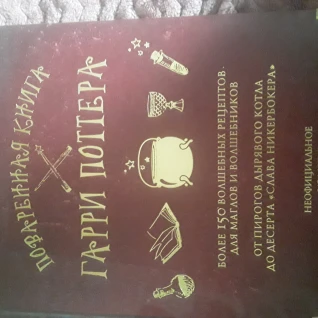 ПОВАРЕННАЯ КНИГА
ГАРРИ ПОТТЕРА
БОЛЕЕ 150 ВОЛШЕБНЫХ РЕЦЕПТОВ
ДЛЯ МАГЛОВ И ВОЛШЕБНИКОВ
ОТ ПИРОГОВ ДЫРЯВОГО КОТЛА
ДО ДЕСЕРТА «СЛАВА НИКЕРБОКЕРА»
НЕОФИЦИАЛЬНОЕ